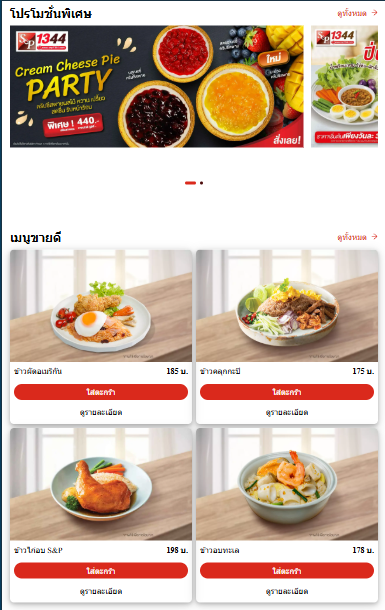 โปรโมชั่นพิเศษ
ดูทั้งหมด →
S&P 1344
Cream Cheese Pie
PARTY
พิเศษ ! 440.-
ใหม่
สั่งเลย!
S&P 1344
เมนูขายดี
ดูทั้งหมด →
ข้าวผัดอเมริกัน 185 บ.
ใส่ตะกร้า
ดูรายละเอียด
ข้าวคลุกกะปิ 175 บ.
ใส่ตะกร้า
ดูรายละเอียด
ข้าวไก่อบ S&P 198 บ.
ใส่ตะกร้า
ดูรายละเอียด
ข้าวอบทะเล 178 บ.
ใส่ตะกร้า
ดูรายละเอียด